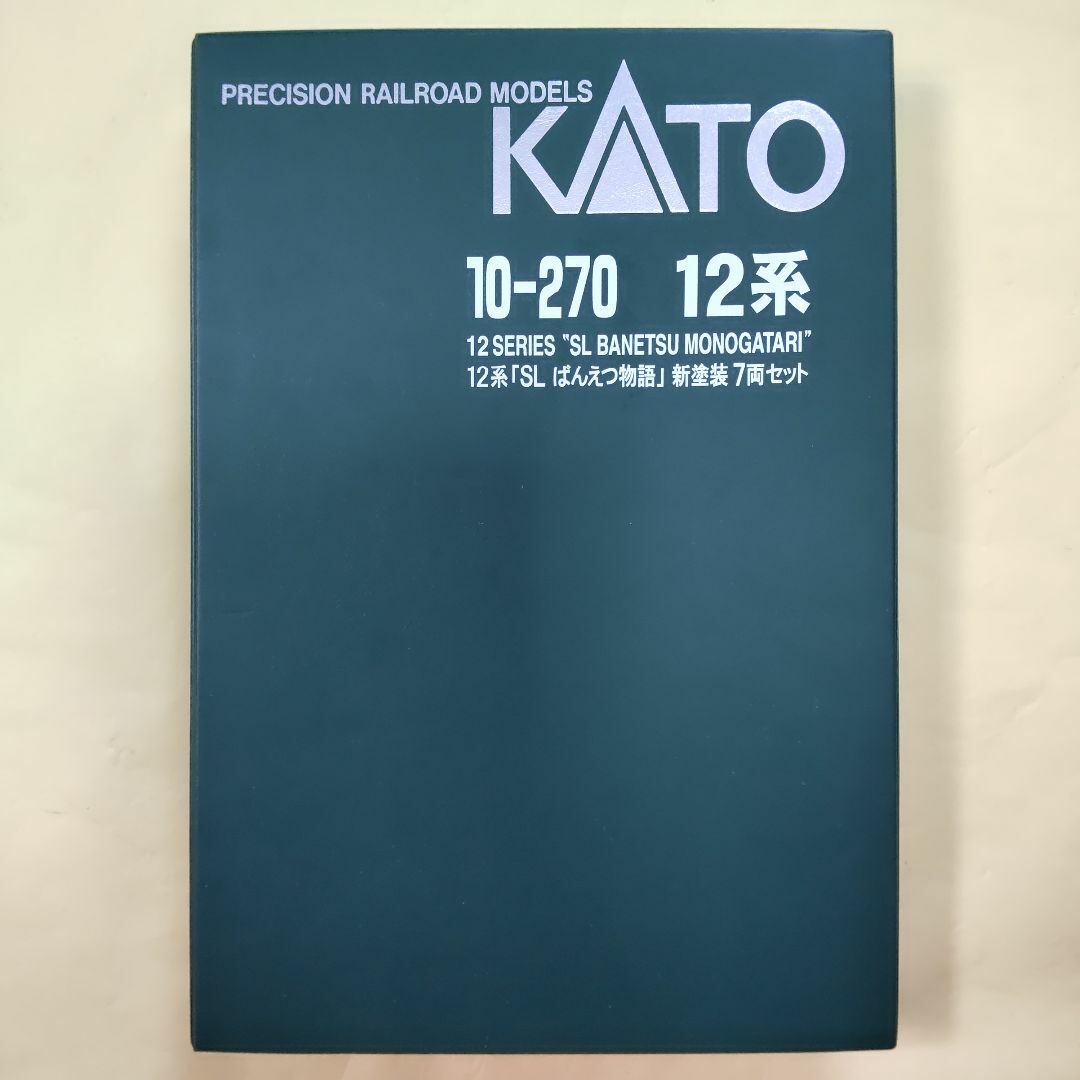 PRECISION RAILROAD MODELS
KATO
10-270 12系
12 SERIES "SL BANETSU MONOGATARI"
12系「SL ばんえつ物語」新塗装7両セット